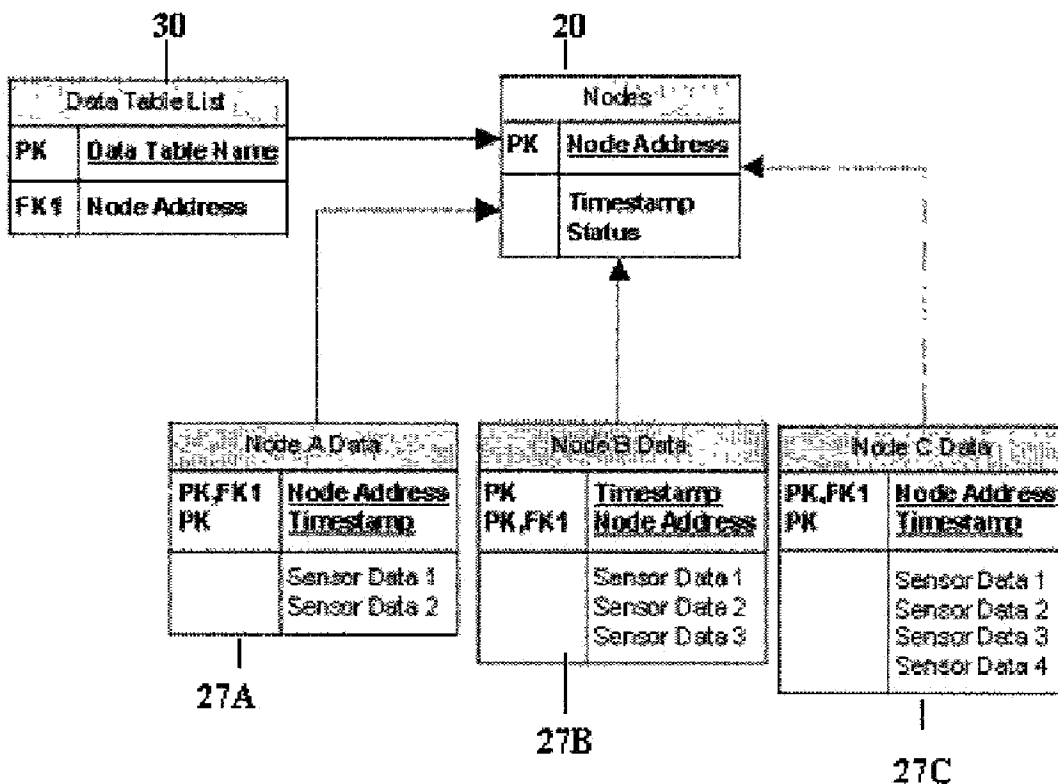 30
20
Data Table List
PK Data Table Name
FK1 Node Address
Nodes
PK Node Address
Timestamp
Status
Node A Data
PK,FK1 Node Address
PK Timestamp
Sensor Data 1
Sensor Data 2
27A
Node B Data
PK Timestamp
PK,FK1 Node Address
Sensor Data 1
Sensor Data 2
Sensor Data 3
27B
Node C Data
PK,FK1 Node Address
PK Timestamp
Sensor Data 1
Sensor Data 2
Sensor Data 3
Sensor Data 4
27C